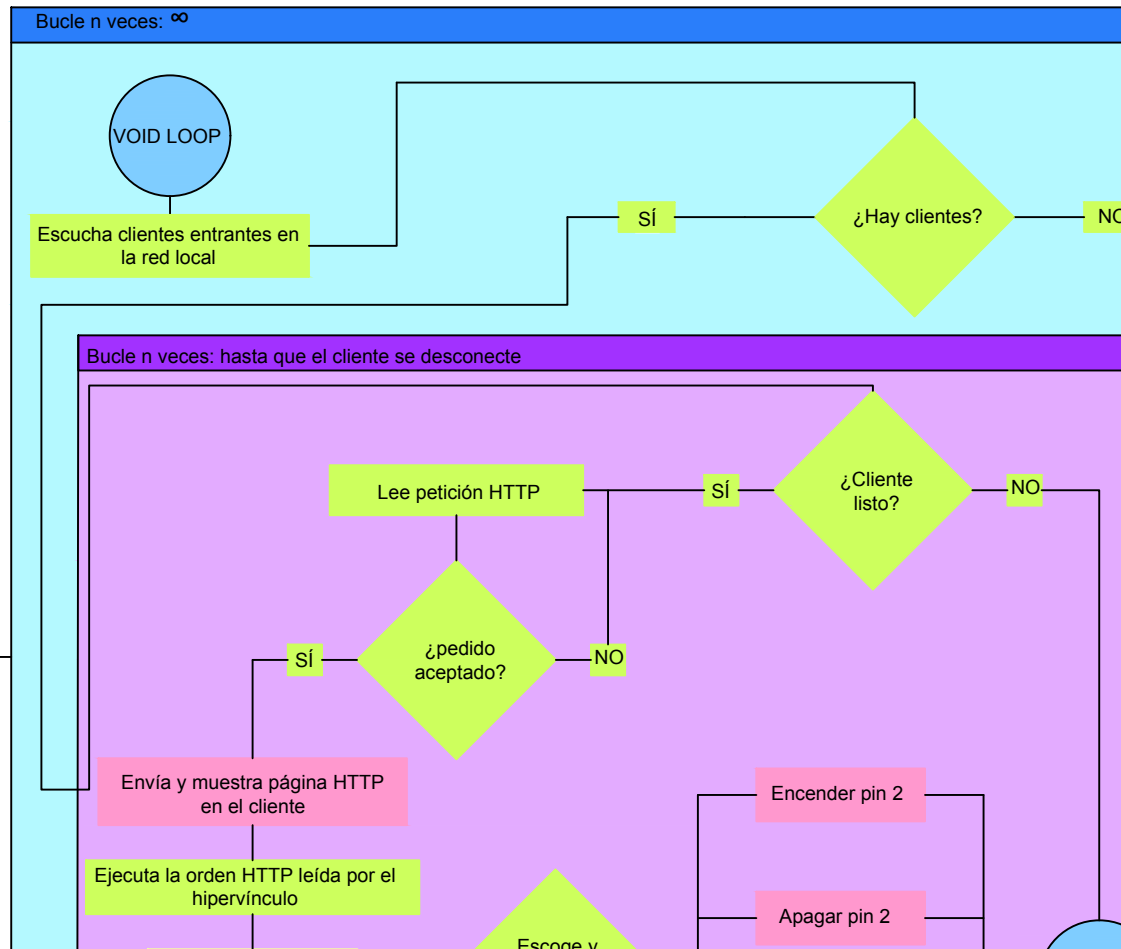 Bucle n veces: ∞
VOID LOOP
Escucha clientes entrantes en
la red local
SÍ
¿Hay clientes?
NO
Bucle n veces: hasta que el cliente se desconecte
Lee petición HTTP
SÍ
¿Cliente
listo?
NO
SÍ
¿pedido
aceptado?
NO
Envía y muestra página HTTP
en el cliente
Encender pin 2
Ejecuta la orden HTTP leída por el
hipervínculo
Apagar pin 2
Escoge y